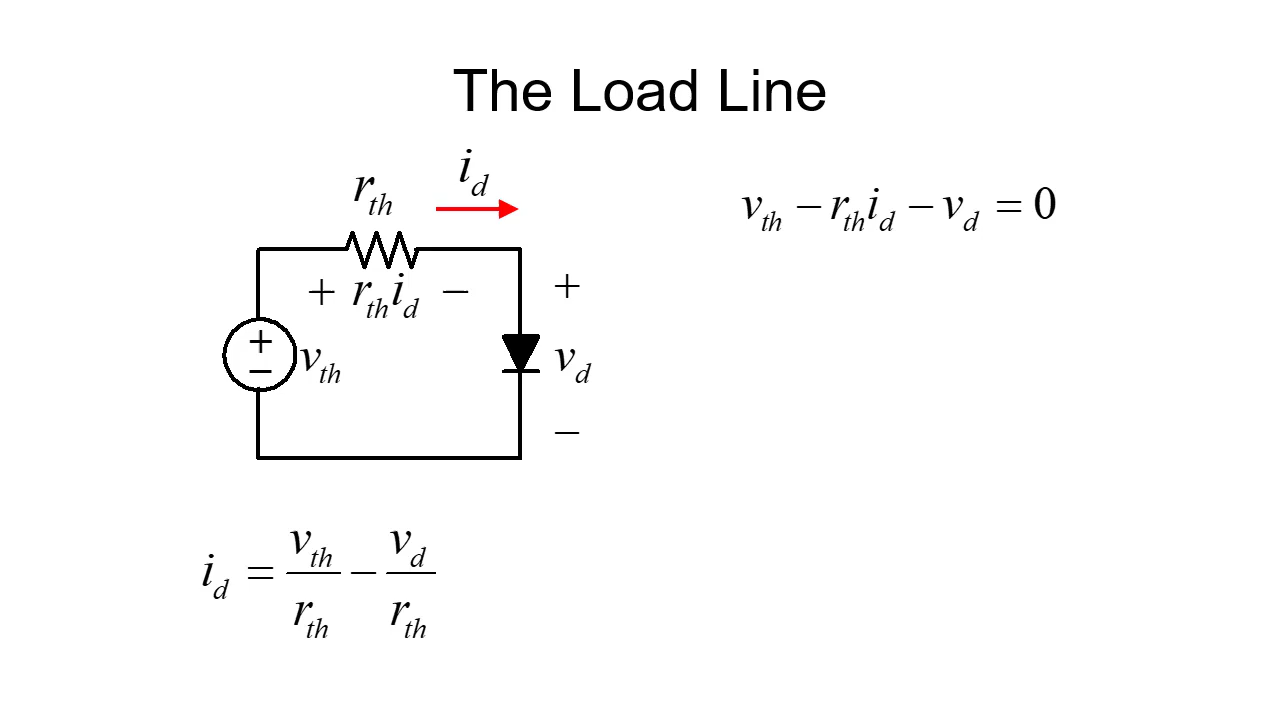 The Load Line
i_d
r_th
v_th − r_th i_d − v_d = 0
+ r_th i_d −
+
+
−
v_th
v_d
−
i_d = v_th/r_th − v_d/r_th